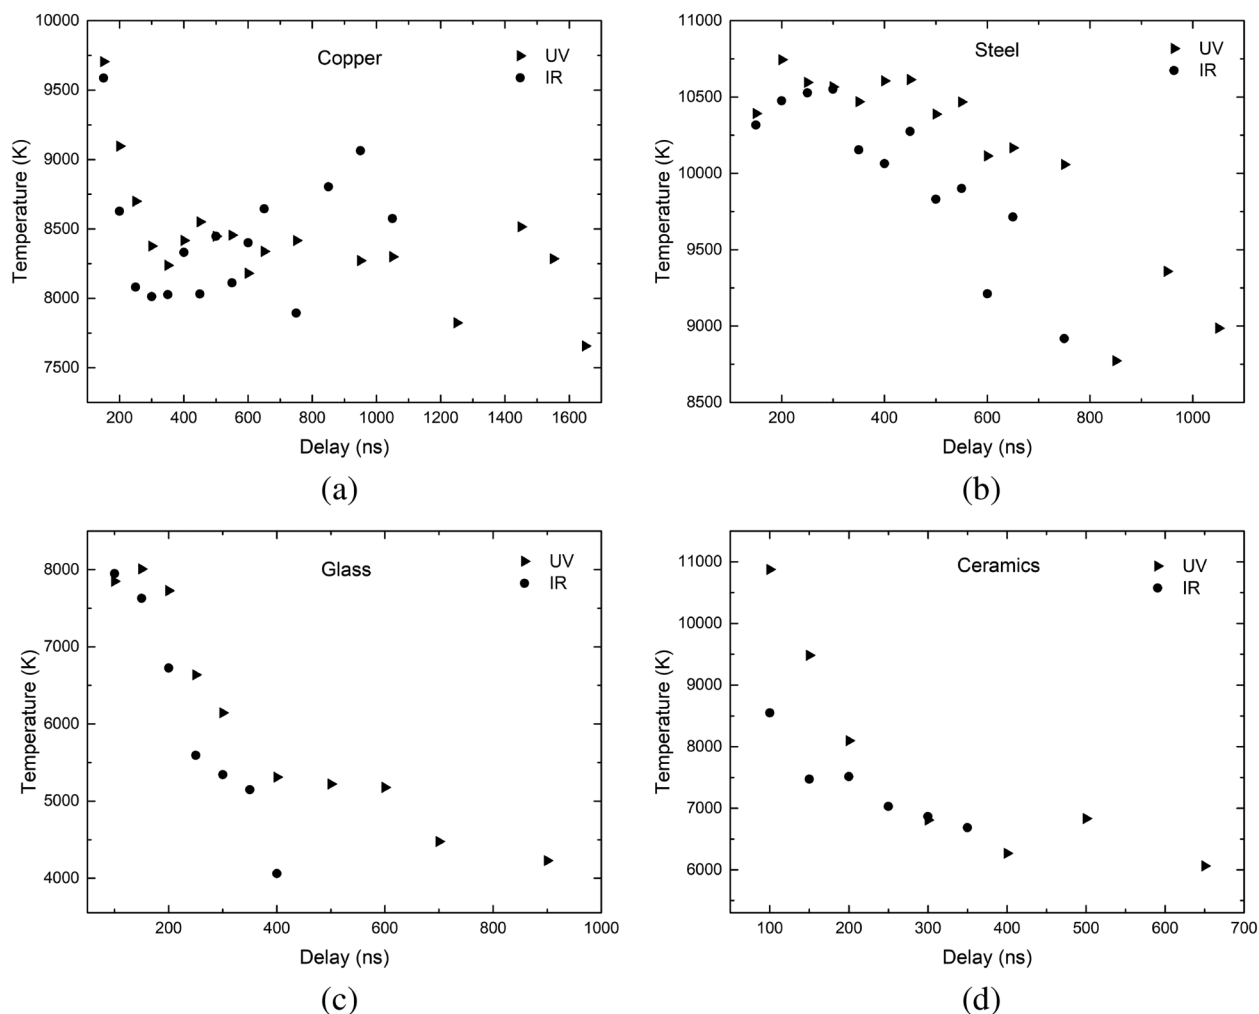 Copper
UV
IR
10000
9500
9000
8500
8000
7500
Temperature (K)
200 400 600 800 1000 1200 1400 1600
Delay (ns)
(a)
Steel
UV
IR
11000
10500
10000
9500
9000
8500
Temperature (K)
200 400 600 800 1000
Delay (ns)
(b)
Glass
UV
IR
8000
7000
6000
5000
4000
Temperature (K)
200 400 600 800 1000
Delay (ns)
(c)
Ceramics
UV
IR
11000
10000
9000
8000
7000
6000
Temperature (K)
100 200 300 400 500 600 700
Delay (ns)
(d)